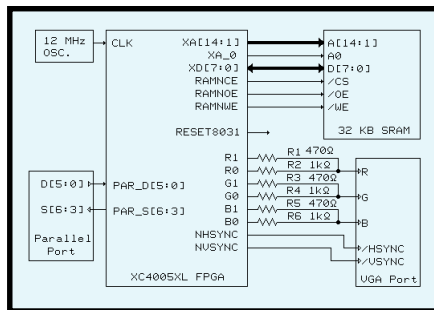 12 MHz
OSC.
CLK
XA[14:1]
XA_0
XD[7:0]
RAMNCE
RAMNOE
RAMNWE
RESET8031
A[14:1]
A0
D[7:0]
/CS
/OE
/WE
32 KB SRAM
R1
R0
G1
G0
B1
B0
NHSYNC
NVSYNC
R1 470Ω
R2 1kΩ
R3 470Ω
R4 1kΩ
R5 470Ω
R6 1kΩ
R
G
B
/HSYNC
/VSYNC
VGA Port
D[5:0]
S[6:3]
Parallel
Port
PAR_D[5:0]
PAR_S[6:3]
XC4005XL FPGA